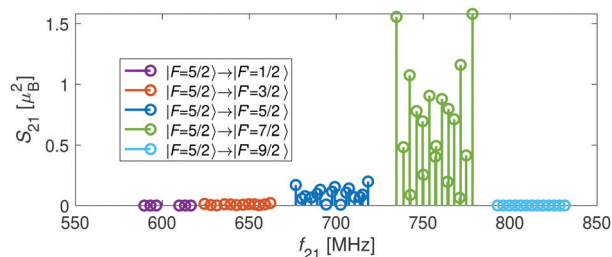 1.5
1
0.5
0
S₂₁ [μ_B²]
|F=5/2⟩→|F=1/2⟩
|F=5/2⟩→|F=3/2⟩
|F=5/2⟩→|F=5/2⟩
|F=5/2⟩→|F=7/2⟩
|F=5/2⟩→|F=9/2⟩
550 600 650 700 750 800 850
f₂₁ [MHz]